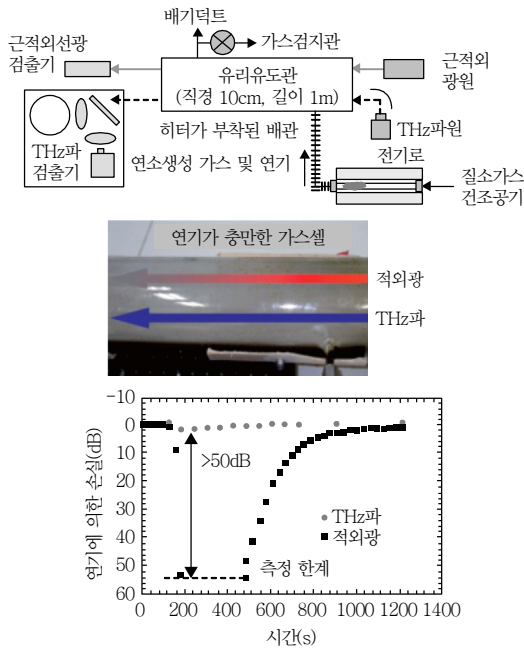 배기덕트
근적외선광
검출기
가스검지관
유리유도관
(직경 10cm, 길이 1m)
근적외
광원
히터가 부착된 배관
THz파원
THz파
검출기
연소생성 가스 및 연기
전기로
질소가스
건조공기
연기가 충만한 가스셀
적외광
THz파
연기에 의한 손실(dB)
-10
0
10
20
30
40
50
60
>50dB
THz파
적외광
측정 한계
0 200 400 600 800 1000 1200 1400
시간(s)